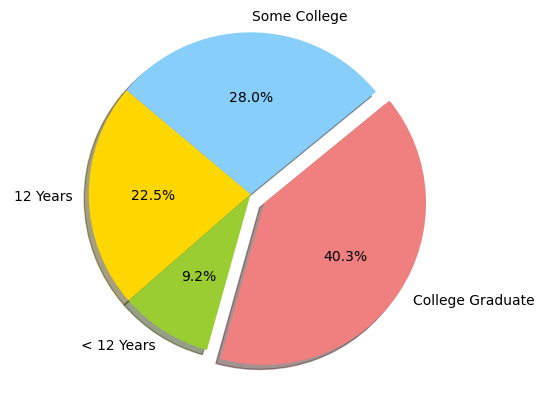 Some College
28.0%
12 Years
22.5%
40.3%
9.2%
College Graduate
< 12 Years